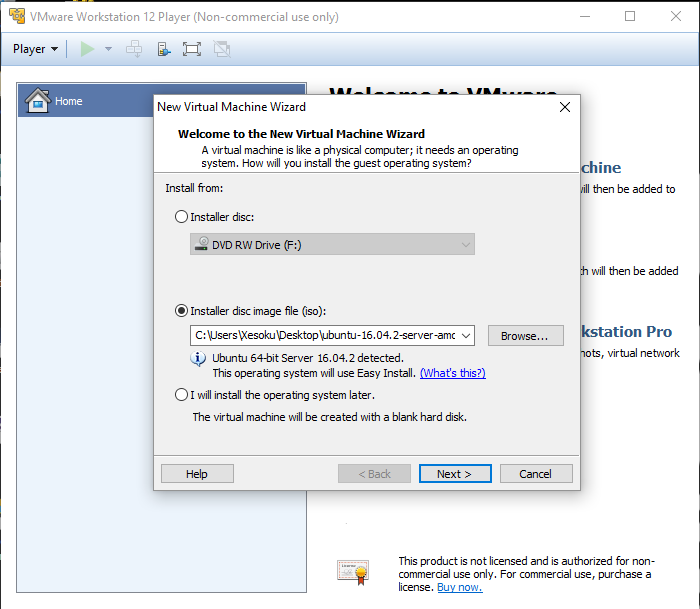 VMware Workstation 12 Player (Non-commercial use only)
Player
Home
Welcome to VMware
chine
ill then be added to
h will then be added
kstation Pro
nots, virtual network
New Virtual Machine Wizard
Welcome to the New Virtual Machine Wizard
A virtual machine is like a physical computer; it needs an operating
system. How will you install the guest operating system?
Install from:
Installer disc:
DVD RW Drive (F:)
Installer disc image file (iso):
C:\Users\Xesoku\Desktop\ubuntu-16.04.2-server-amd
Browse...
Ubuntu 64-bit Server 16.04.2 detected.
This operating system will use Easy Install. (What's this?)
I will install the operating system later.
The virtual machine will be created with a blank hard disk.
Help
< Back
Next >
Cancel
This product is not licensed and is authorized for non-
commercial use only. For commercial use, purchase a
license. Buy now.